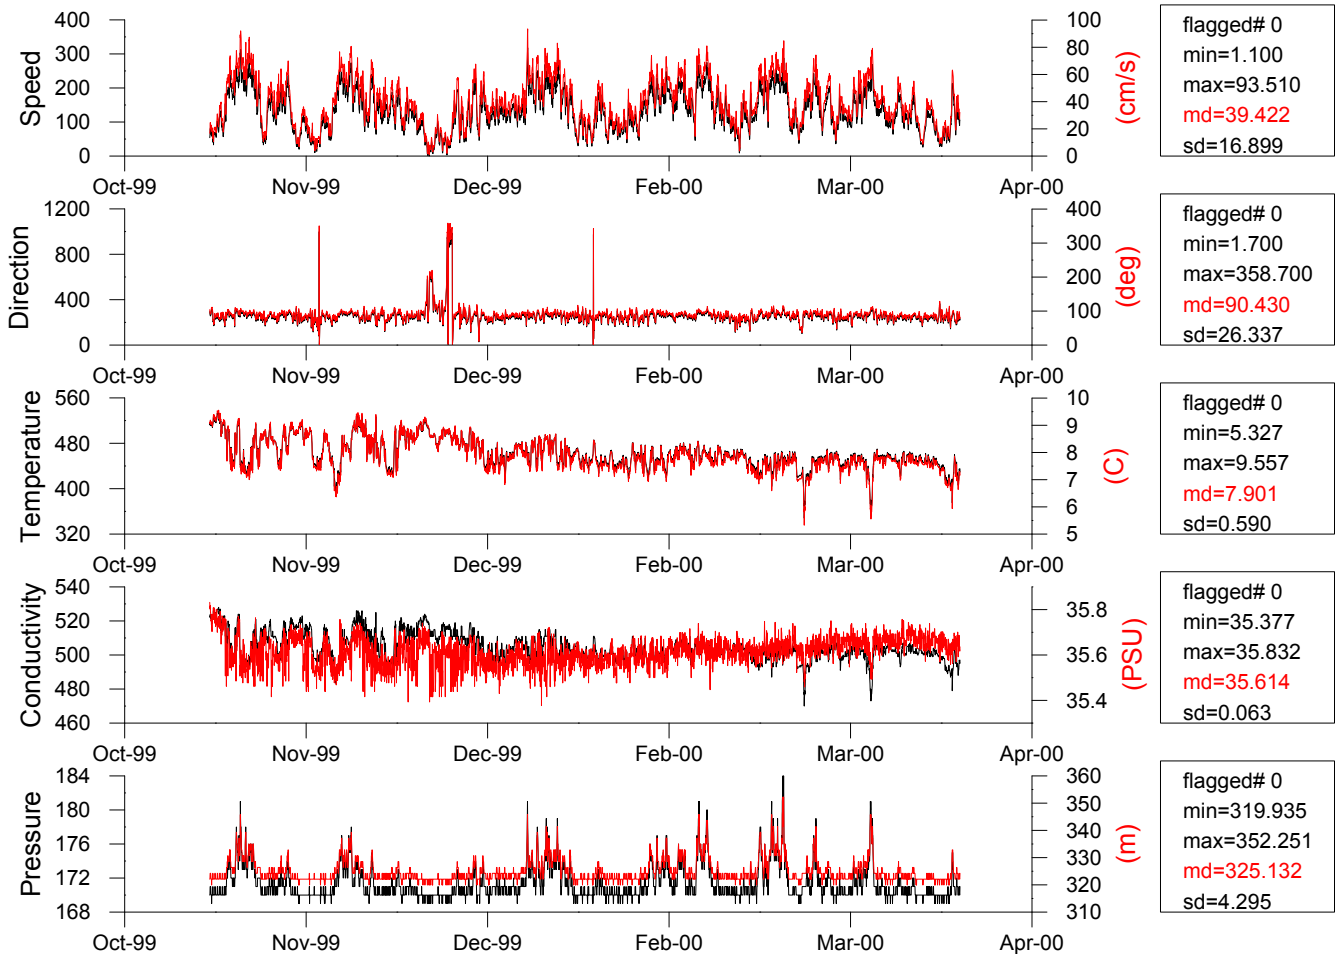 Speed
400
300
200
100
0
100
80
60
40
20
0
(cm/s)
Oct-99 Nov-99 Dec-99 Feb-00 Mar-00 Apr-00
flagged# 0
min=1.100
max=93.510
md=39.422
sd=16.899
Direction
1200
800
400
0
400
300
200
100
0
(deg)
Oct-99 Nov-99 Dec-99 Feb-00 Mar-00 Apr-00
flagged# 0
min=1.700
max=358.700
md=90.430
sd=26.337
Temperature
560
480
400
320
10
9
8
7
6
5
(C)
Oct-99 Nov-99 Dec-99 Feb-00 Mar-00 Apr-00
flagged# 0
min=5.327
max=9.557
md=7.901
sd=0.590
Conductivity
540
520
500
480
460
35.8
35.6
35.4
(PSU)
Oct-99 Nov-99 Dec-99 Feb-00 Mar-00 Apr-00
flagged# 0
min=35.377
max=35.832
md=35.614
sd=0.063
Pressure
184
180
176
172
168
360
350
340
330
320
310
(m)
Oct-99 Nov-99 Dec-99 Feb-00 Mar-00 Apr-00
flagged# 0
min=319.935
max=352.251
md=325.132
sd=4.295